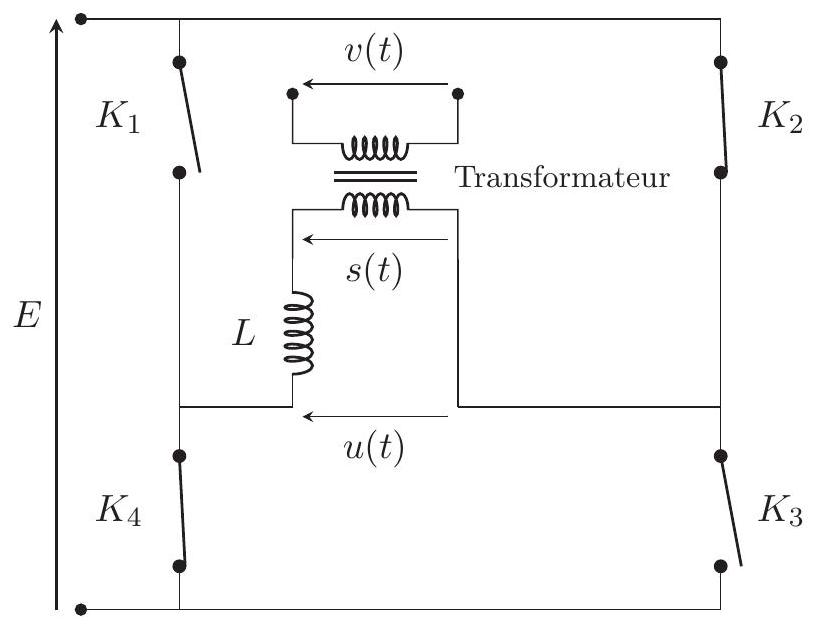 v(t)
K₁
K₂
Transformateur
s(t)
E
L
u(t)
K₄
K₃